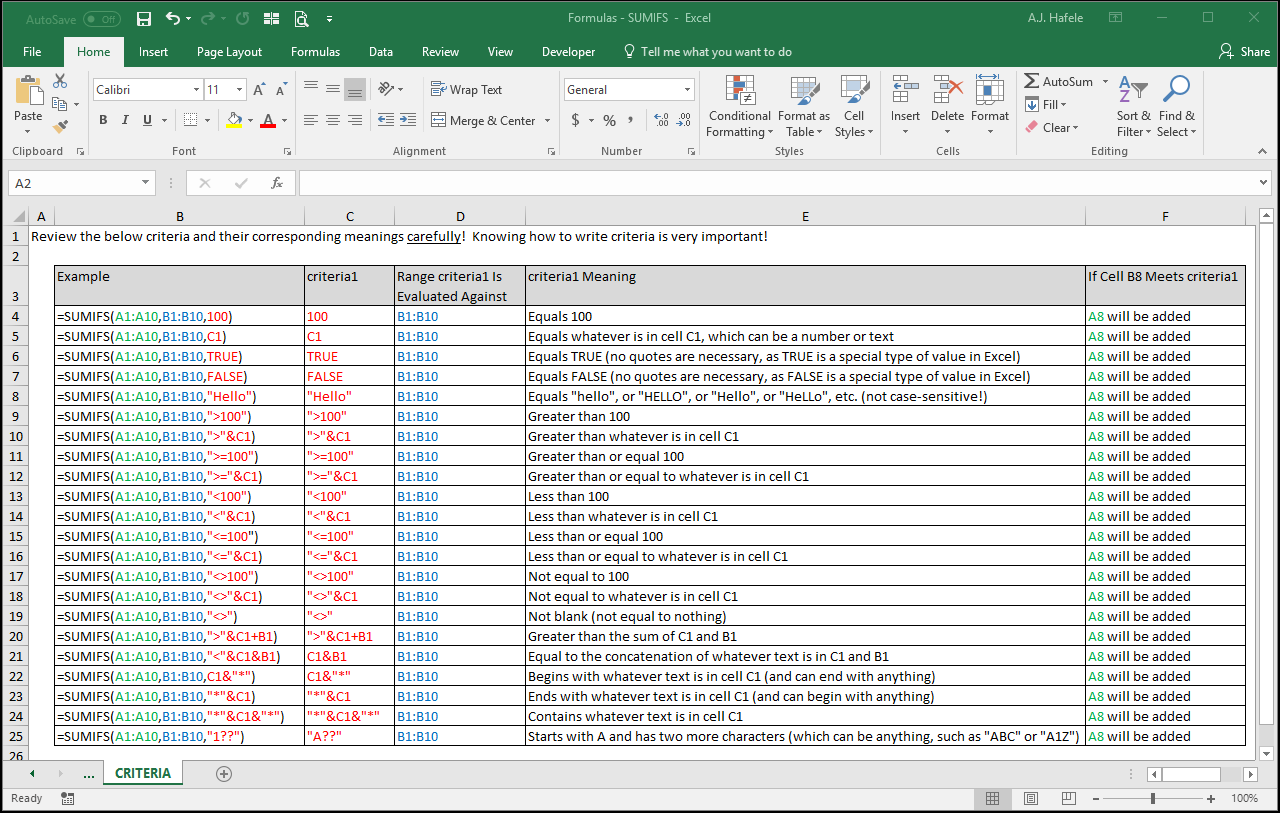 AutoSave Off Formulas - SUMIFS - Excel A.J. Hafele
File Home Insert Page Layout Formulas Data Review View Developer Tell me what you want to do Share
Calibri 11 Wrap Text General AutoSum
Paste B I U Merge & Center $ % , Conditional Formatting Format as Table Cell Styles Insert Delete Format Fill Sort & Filter Find & Select
Clear
Clipboard Font Alignment Number Styles Cells Editing
A2 fx
A B C D E F
1 Review the below criteria and their corresponding meanings carefully! Knowing how to write criteria is very important!
2
3 Example criteria1 Range criteria1 Is Evaluated Against criteria1 Meaning If Cell B8 Meets criteria1
4 =SUMIFS(A1:A10,B1:B10,100) 100 B1:B10 Equals 100 A8 will be added
5 =SUMIFS(A1:A10,B1:B10,C1) C1 B1:B10 Equals whatever is in cell C1, which can be a number or text A8 will be added
6 =SUMIFS(A1:A10,B1:B10,TRUE) TRUE B1:B10 Equals TRUE (no quotes are necessary, as TRUE is a special type of value in Excel) A8 will be added
7 =SUMIFS(A1:A10,B1:B10,FALSE) FALSE B1:B10 Equals FALSE (no quotes are necessary, as FALSE is a special type of value in Excel) A8 will be added
8 =SUMIFS(A1:A10,B1:B10,"Hello") "Hello" B1:B10 Equals "hello", or "HELLO", or "Hello", or "HeLLo", etc. (not case-sensitive!) A8 will be added
9 =SUMIFS(A1:A10,B1:B10,">100") ">100" B1:B10 Greater than 100 A8 will be added
10 =SUMIFS(A1:A10,B1:B10,">"&C1) ">"&C1 B1:B10 Greater than whatever is in cell C1 A8 will be added
11 =SUMIFS(A1:A10,B1:B10,">=100") ">=100" B1:B10 Greater than or equal 100 A8 will be added
12 =SUMIFS(A1:A10,B1:B10,">="&C1) ">="&C1 B1:B10 Greater than or equal to whatever is in cell C1 A8 will be added
13 =SUMIFS(A1:A10,B1:B10,"<100") "<100" B1:B10 Less than 100 A8 will be added
14 =SUMIFS(A1:A10,B1:B10,"<"&C1) "<"&C1 B1:B10 Less than whatever is in cell C1 A8 will be added
15 =SUMIFS(A1:A10,B1:B10,"<=100") "<=100" B1:B10 Less than or equal 100 A8 will be added
16 =SUMIFS(A1:A10,B1:B10,"<="&C1) "<="&C1 B1:B10 Less than or equal to whatever is in cell C1 A8 will be added
17 =SUMIFS(A1:A10,B1:B10,"<>100") "<>100" B1:B10 Not equal to 100 A8 will be added
18 =SUMIFS(A1:A10,B1:B10,"<>"&C1) "<>"&C1 B1:B10 Not equal to whatever is in cell C1 A8 will be added
19 =SUMIFS(A1:A10,B1:B10,"<>") "<>" B1:B10 Not blank (not equal to nothing) A8 will be added
20 =SUMIFS(A1:A10,B1:B10,">"&C1+B1) ">"&C1+B1 B1:B10 Greater than the sum of C1 and B1 A8 will be added
21 =SUMIFS(A1:A10,B1:B10,"<"&C1&B1) C1&B1 B1:B10 Equal to the concatenation of whatever text is in C1 and B1 A8 will be added
22 =SUMIFS(A1:A10,B1:B10,C1&"*") C1&"*" B1:B10 Begins with whatever text is in cell C1 (and can end with anything) A8 will be added
23 =SUMIFS(A1:A10,B1:B10,"*"&C1) "*"&C1 B1:B10 Ends with whatever text is in cell C1 (and can begin with anything) A8 will be added
24 =SUMIFS(A1:A10,B1:B10,"*"&C1&"*") "*"&C1&"*" B1:B10 Contains whatever text is in cell C1 A8 will be added
25 =SUMIFS(A1:A10,B1:B10,"1??") "A??" B1:B10 Starts with A and has two more characters (which can be anything, such as "ABC" or "A1Z") A8 will be added
26
... CRITERIA
Ready 100%